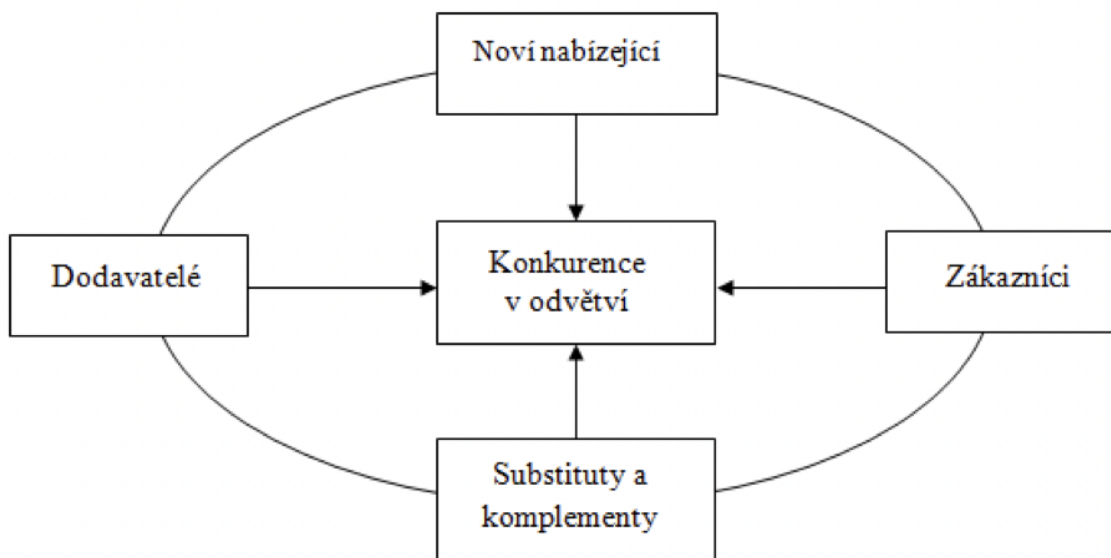 Noví nabízející
Dodavatelé
Konkurence
v odvětví
Zákazníci
Substituty a
komplementy